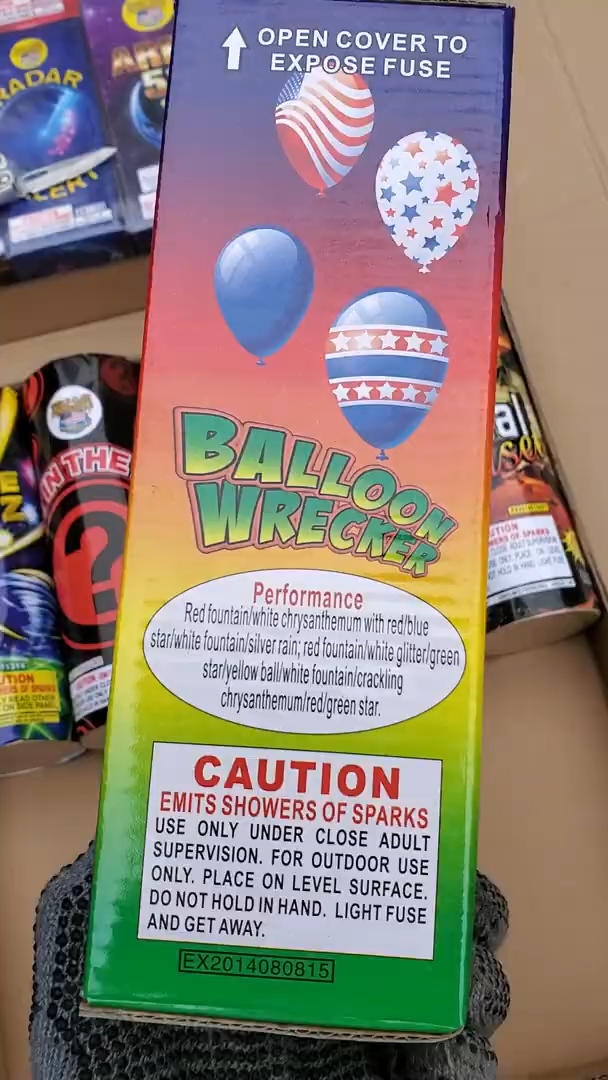 OPEN COVER TO
EXPOSE FUSE
BALLOON
WRECKER
Performance
Red fountain/white chrysanthemum with red/blue
star/white fountain/silver rain; red fountain/white glitter/green
star/yellow ball/white fountain/crackling
chrysanthemum/red/green star.
CAUTION
EMITS SHOWERS OF SPARKS
USE ONLY UNDER CLOSE ADULT
SUPERVISION. FOR OUTDOOR USE
ONLY. PLACE ON LEVEL SURFACE.
DO NOT HOLD IN HAND. LIGHT FUSE
AND GET AWAY.
EX2014080815
RADAR
IN THE
?